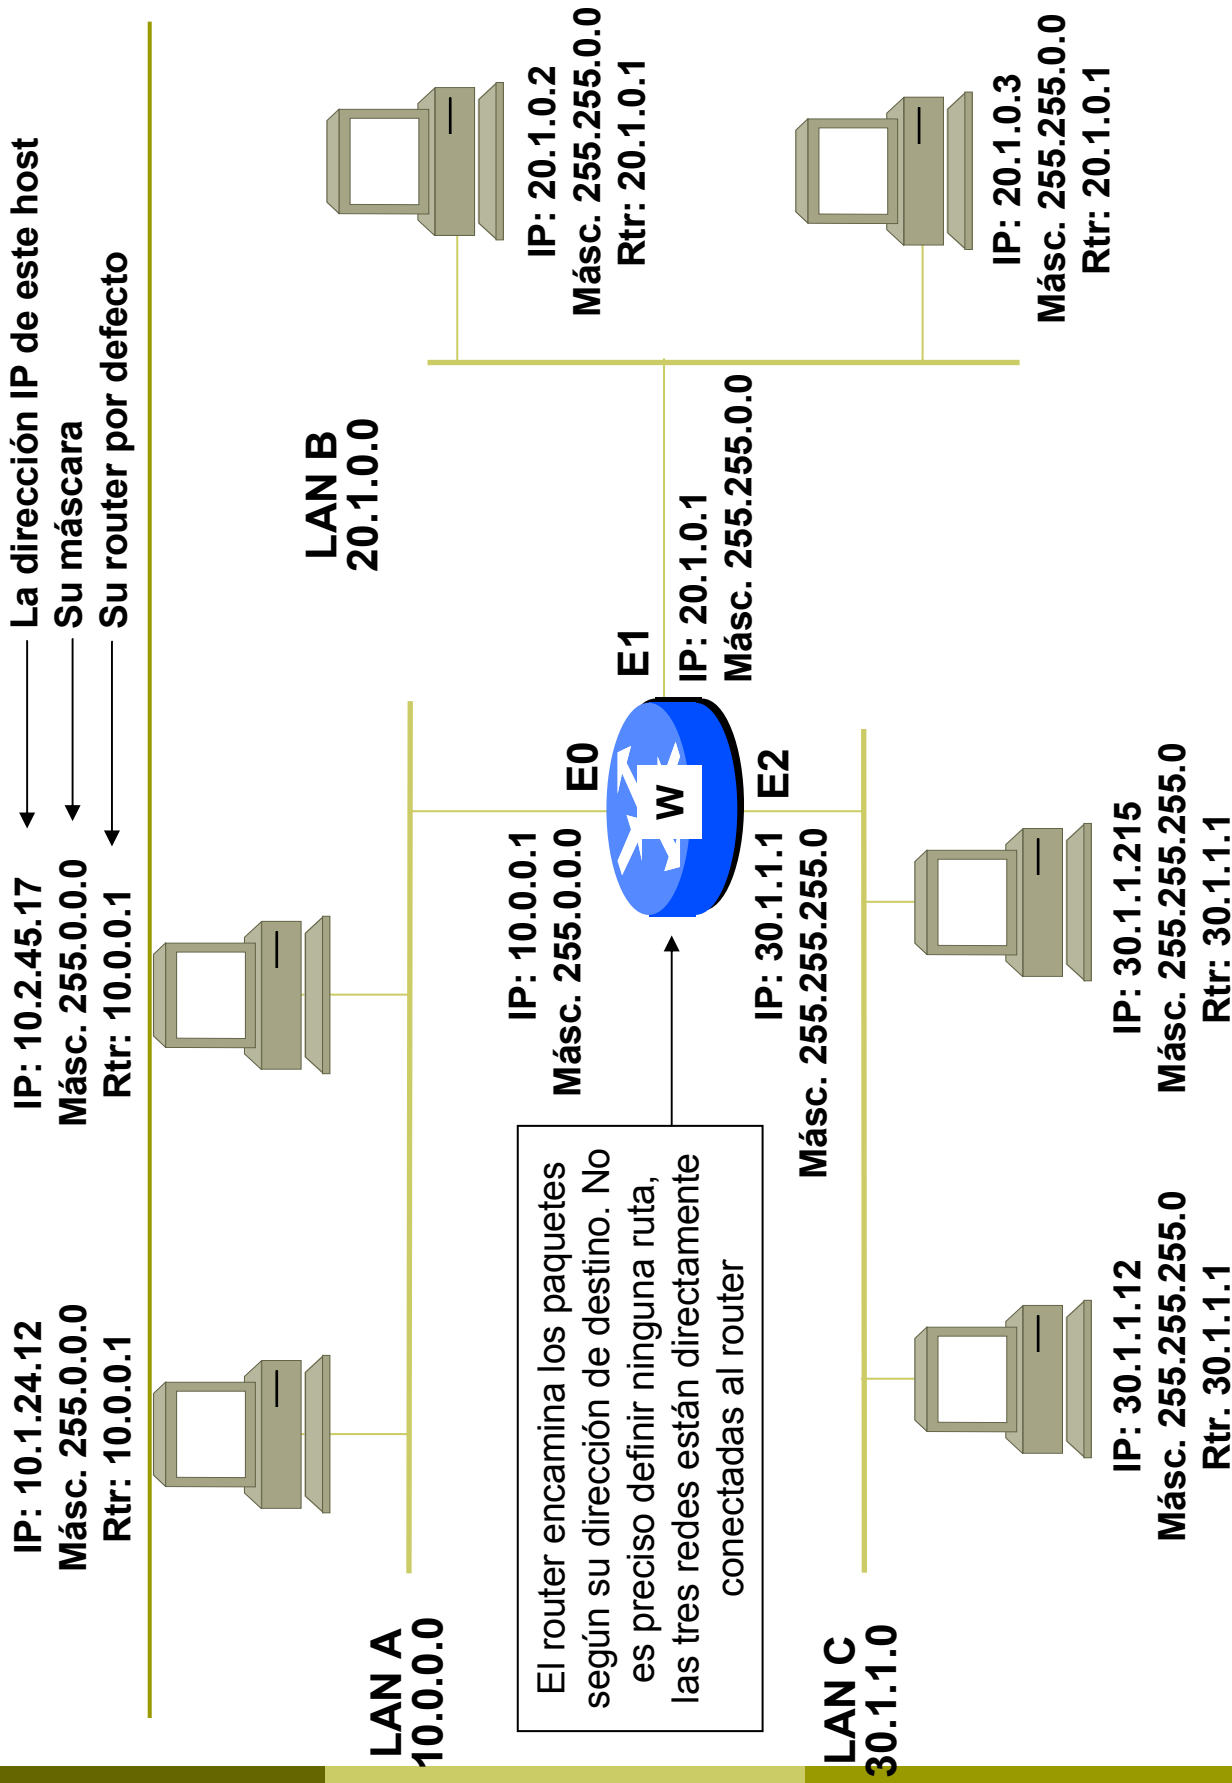 IP: 10.1.24.12
Másc. 255.0.0.0
Rtr: 10.0.0.1
IP: 10.2.45.17
Másc. 255.0.0.0
Rtr: 10.0.0.1
La dirección IP de este host
Su máscara
Su router por defecto
LAN A
10.0.0.0
LAN B
20.1.0.0
IP: 20.1.0.2
Másc. 255.255.0.0
Rtr: 20.1.0.1
El router encamina los paquetes
según su dirección de destino. No
es preciso definir ninguna ruta,
las tres redes están directamente
conectadas al router
IP: 10.0.0.1
Másc. 255.0.0.0
E0
E1
W
IP: 20.1.0.1
Másc. 255.255.0.0
IP: 30.1.1.1
Másc. 255.255.255.0
E2
LAN C
30.1.1.0
IP: 20.1.0.3
Másc. 255.255.0.0
Rtr: 20.1.0.1
IP: 30.1.1.12
Másc. 255.255.255.0
Rtr. 30.1.1.1
IP: 30.1.1.215
Másc. 255.255.255.0
Rtr: 30.1.1.1